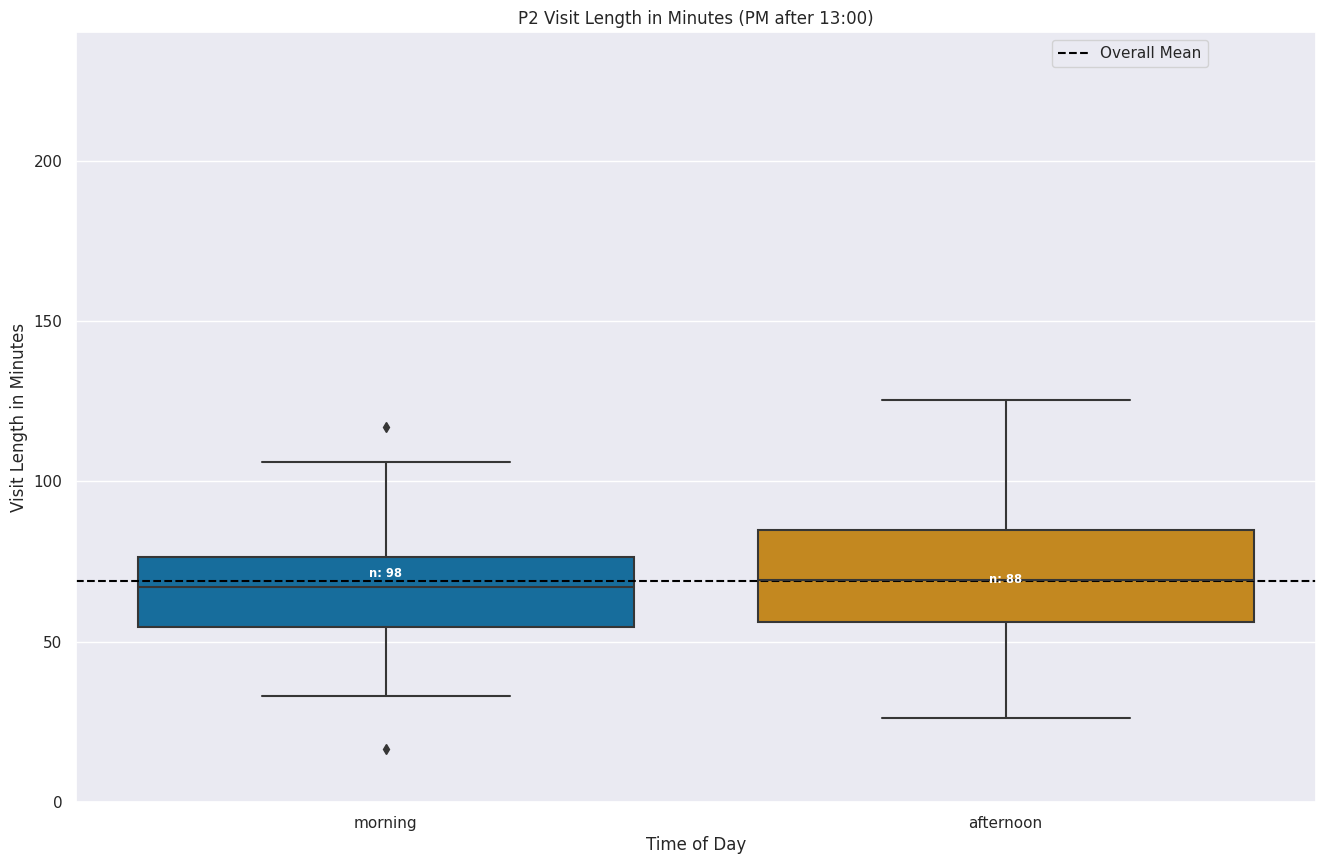 P2 Visit Length in Minutes (PM after 13:00)
Overall Mean
Visit Length in Minutes
200
150
100
50
0
n: 98
n: 88
morning
afternoon
Time of Day